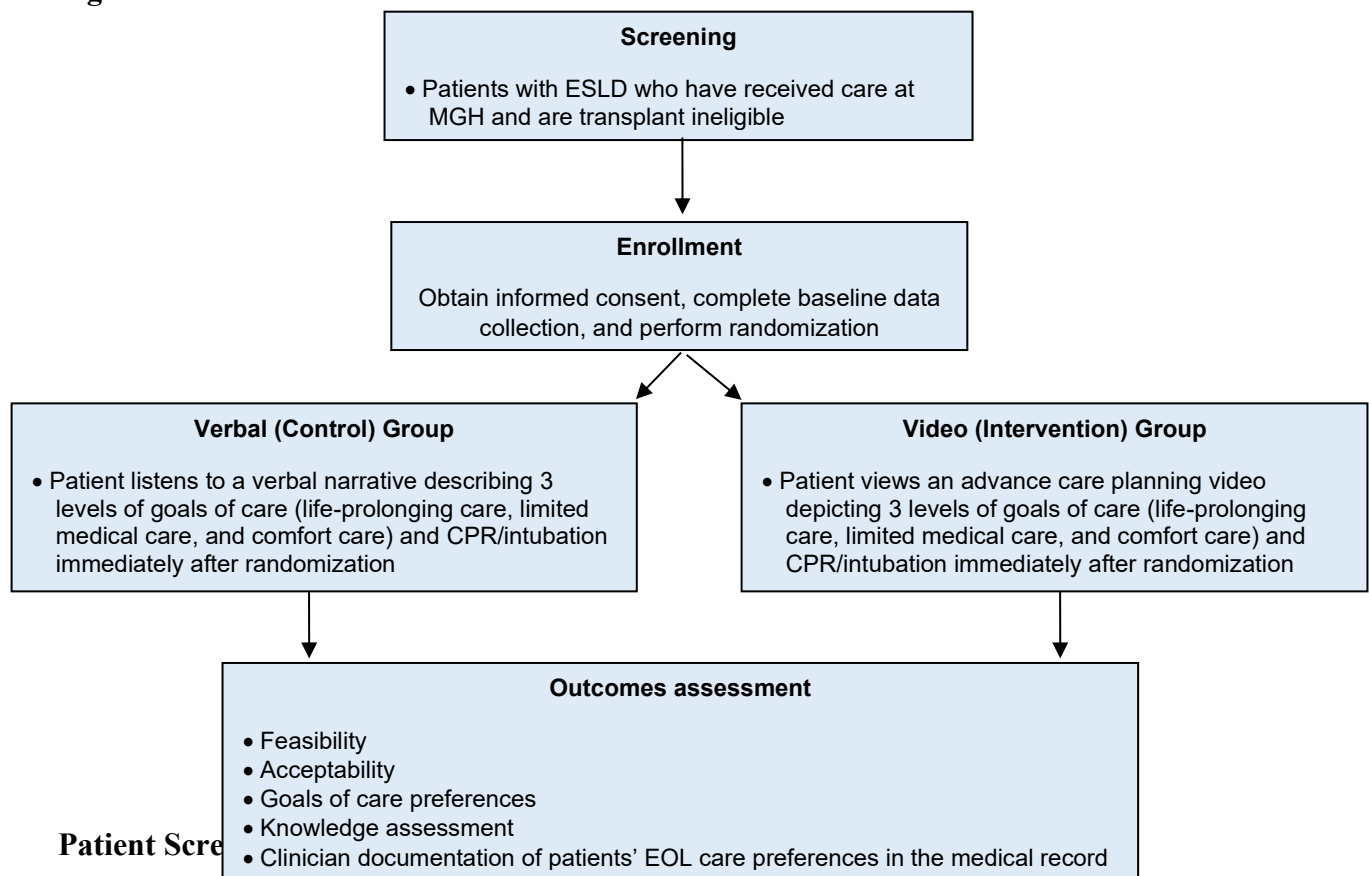 Screening
• Patients with ESLD who have received care at
MGH and are transplant ineligible
Enrollment
Obtain informed consent, complete baseline data
collection, and perform randomization
Verbal (Control) Group
• Patient listens to a verbal narrative describing 3
levels of goals of care (life-prolonging care, limited
medical care, and comfort care) and CPR/intubation
immediately after randomization
Video (Intervention) Group
• Patient views an advance care planning video
depicting 3 levels of goals of care (life-prolonging
care, limited medical care, and comfort care) and
CPR/intubation immediately after randomization
Outcomes assessment
• Feasibility
• Acceptability
• Goals of care preferences
• Knowledge assessment
• Clinician documentation of patients’ EOL care preferences in the medical record
Patient Scre